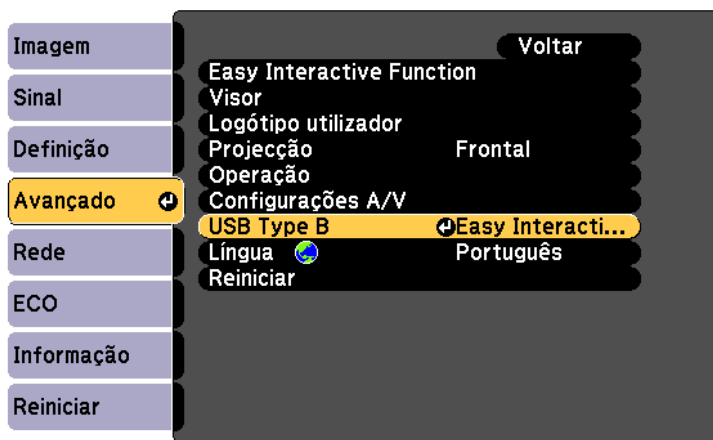 Imagem
Sinal
Definição
Avançado
Rede
ECO
Informação
Reiniciar
Voltar
Easy Interactive Function
Visor
Logótipo utilizador
Projecção Frontal
Operação
Configurações A/V
USB Type B Easy Interacti...
Língua Português
Reiniciar